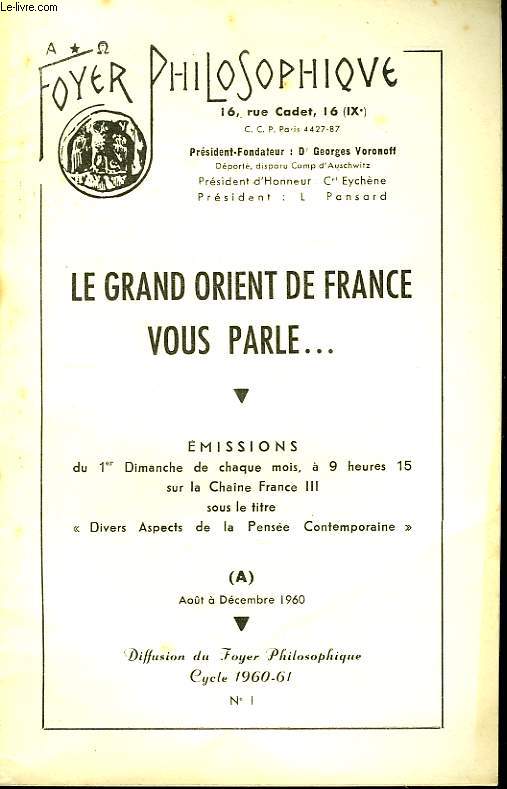 Le-livre.com
A ★ Ω
FOYER PHILOSOPHIQUE
16, rue Cadet, 16 (IXe)
C. C. P. Paris 4427-87
Président-Fondateur : Dr Georges Voronoff
Déporté, disparu Camp d'Auschwitz
Président d'Honneur Cel Eychène
Président : L Pansard
LE GRAND ORIENT DE FRANCE
VOUS PARLE...
ÉMISSIONS
du 1er Dimanche de chaque mois, à 9 heures 15
sur la Chaîne France III
sous le titre
« Divers Aspects de la Pensée Contemporaine »
(A)
Août à Décembre 1960
Diffusion du Foyer Philosophique
Cycle 1960-61
N° 1